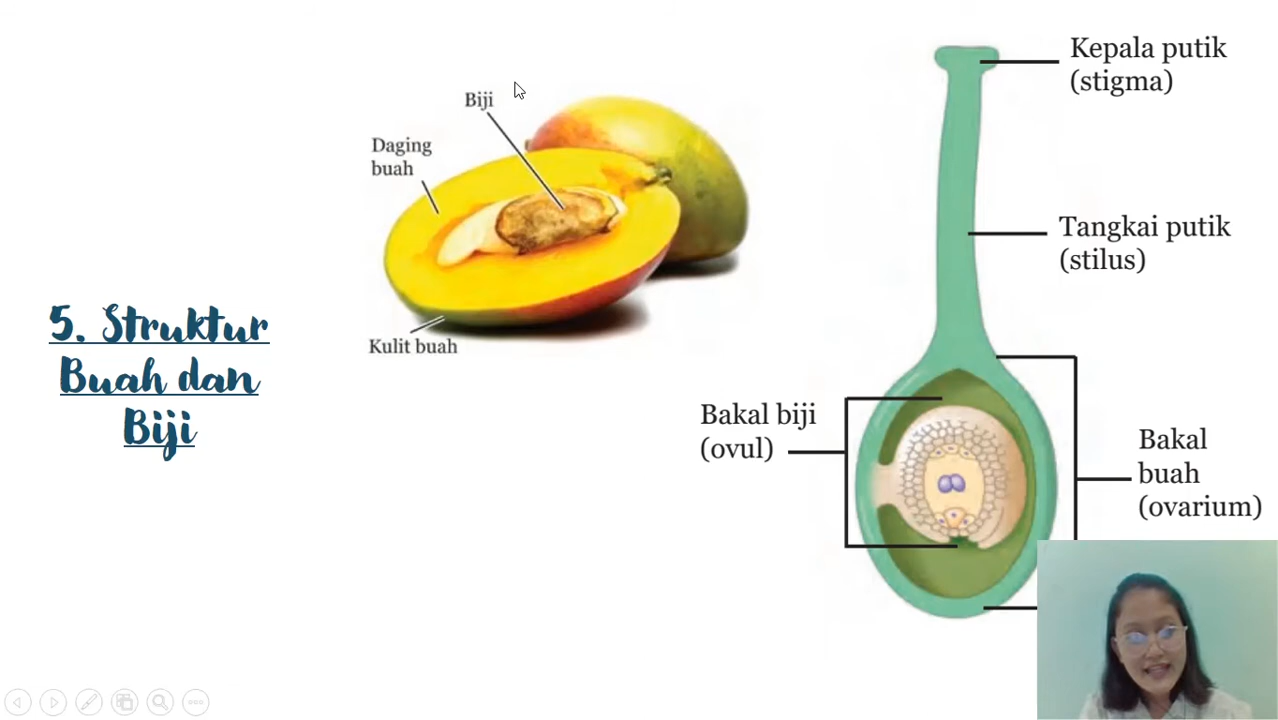 5. Struktur
Buah dan
Biji
Biji
Daging
buah
Kulit buah
Kepala putik
(stigma)
Tangkai putik
(stilus)
Bakal biji
(ovul)
Bakal
buah
(ovarium)